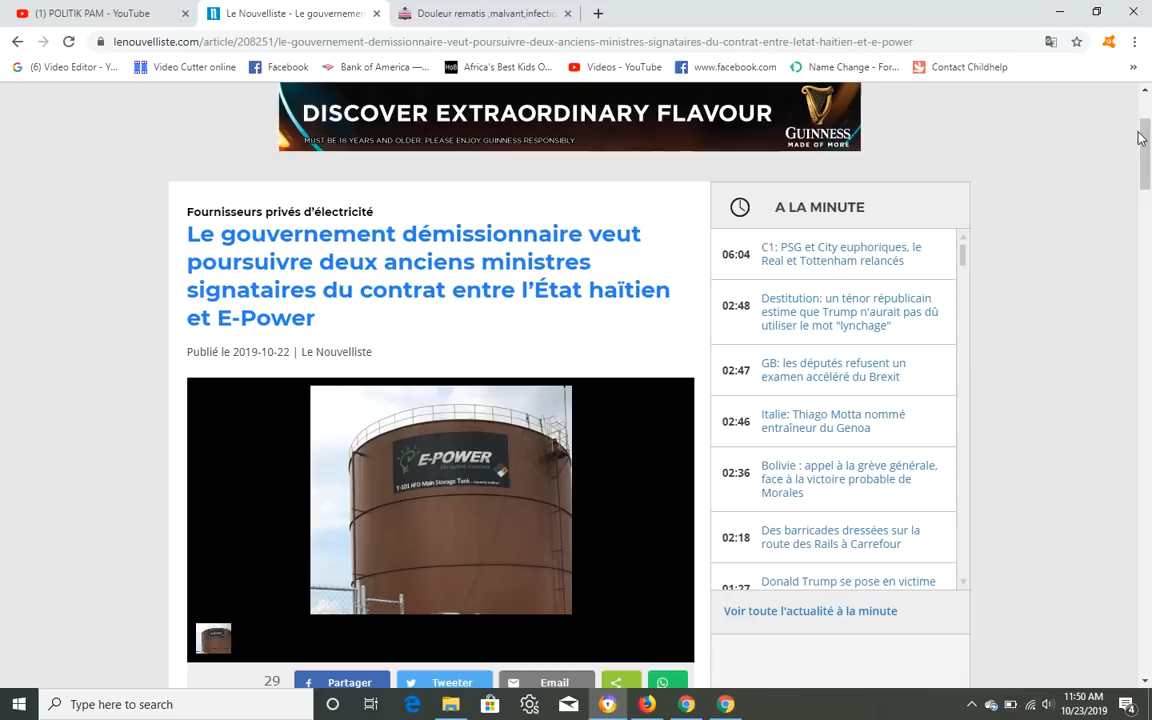 (1) POLITIK PAM - YouTube
Le Nouvelliste - Le gouvernemen
Douleur rematis ,malvant,infectio
lenouvelliste.com/article/208251/le-gouvernement-demissionnaire-veut-poursuivre-deux-anciens-ministres-signataires-du-contrat-entre-letat-haitien-et-e-power
(6) Video Editor - Y...
Video Cutter online
Facebook
Bank of America —...
Africa's Best Kids O...
Videos - YouTube
www.facebook.com
Name Change - For...
Contact Childhelp
»
DISCOVER EXTRAORDINARY FLAVOUR
MUST BE 18 YEARS AND OLDER. PLEASE ENJOY GUINNESS RESPONSIBLY.
GUINNESS
MADE OF MORE
Fournisseurs privés d'électricité
Le gouvernement démissionnaire veut
poursuivre deux anciens ministres
signataires du contrat entre l'État haïtien
et E-Power
Publié le 2019-10-22 | Le Nouvelliste
E-POWER
T-101 HFO Main Storage Tank
29
Partager
Tweeter
Email
A LA MINUTE
06:04 C1: PSG et City euphoriques, le
Real et Tottenham relancés
02:48 Destitution: un ténor républicain
estime que Trump n'aurait pas dû
utiliser le mot "lynchage"
02:47 GB: les députés refusent un
examen accéléré du Brexit
02:46 Italie: Thiago Motta nommé
entraîneur du Genoa
02:36 Bolivie : appel à la grève générale,
face à la victoire probable de
Morales
02:18 Des barricades dressées sur la
route des Rails à Carrefour
01:27 Donald Trump se pose en victime
Voir toute l'actualité à la minute
Type here to search
11:50 AM
10/23/2019
4